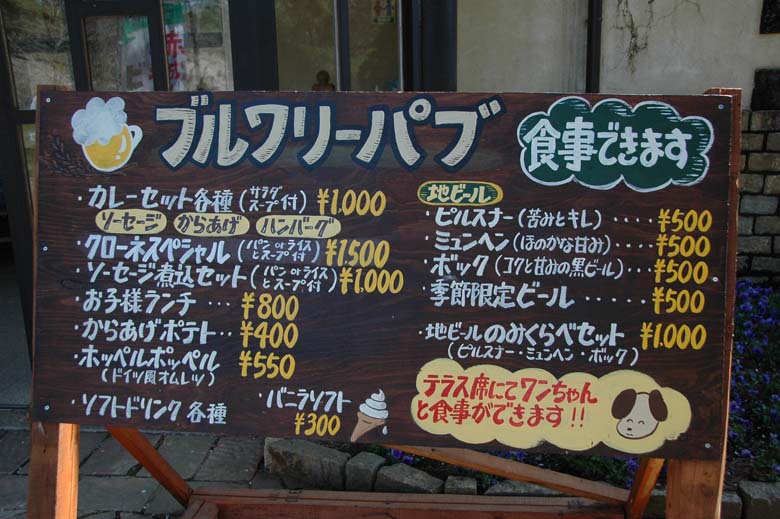 ブルワリーパブ
食事できます
・カレーセット各種(サラダスープ付) ¥1,000
ソーセージ からあげ ハンバーグ
・クローネスペシャル(パン orライスとスープ付) ¥1,500
・ソーセージ煮込セット(パン orライスとスープ付) ¥1,000
・お子様ランチ‥ ¥800
・からあげポテト‥ ¥400
・ホッペルポッペル ¥550
(ドイツ風オムレツ)
・ソフトドリンク 各種
・バニラソフト
¥300
地ビール
・ピルスナー(苦みとキレ)‥‥ ¥500
・ミュンヘン(ほのかな甘み)‥‥ ¥500
・ボック(コクと甘みの黒ビール)‥ ¥500
・季節限定ビール‥‥ ¥500
・地ビールのみくらべセット ¥1,000
(ピルスナー・ミュンヘン・ボック)
テラス席にてワンちゃん
と食事ができます!!